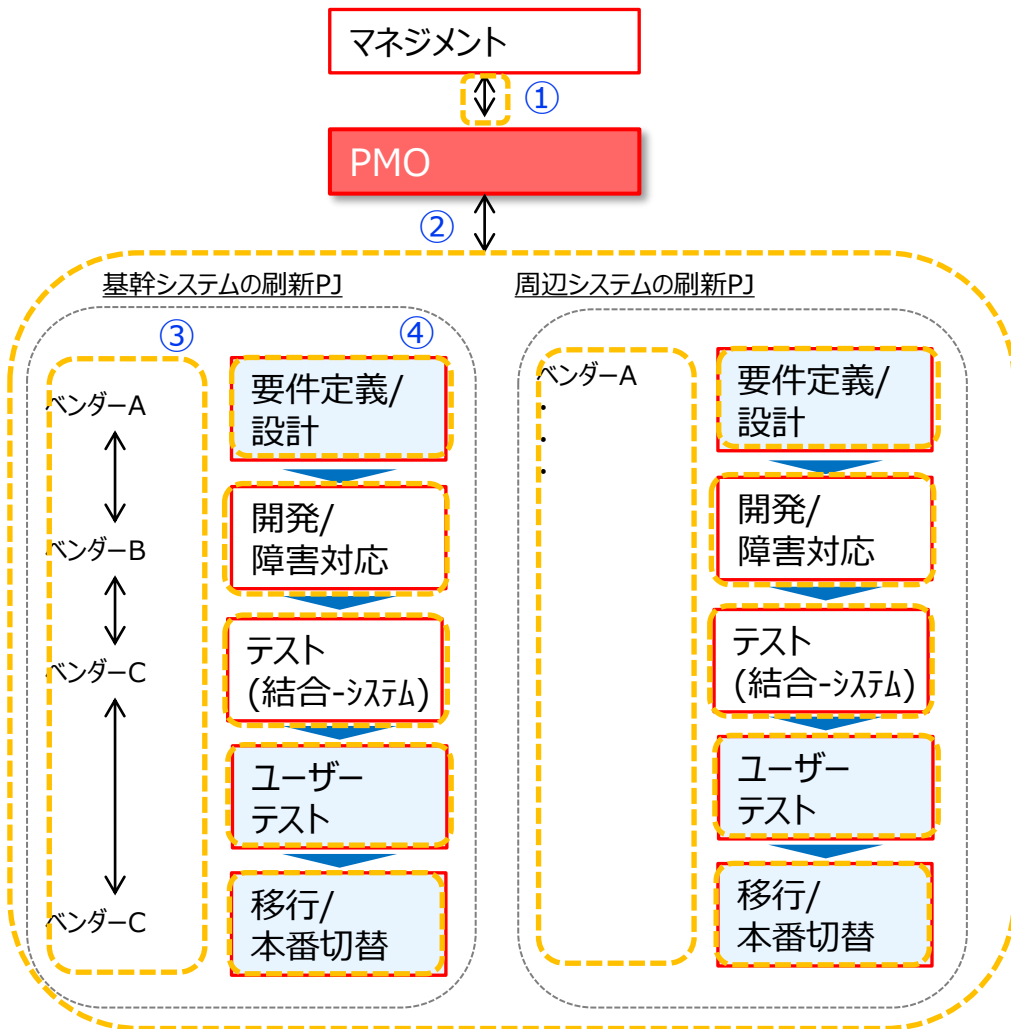 マネジメント
①
PMO
②
基幹システムの刷新PJ
③
④
ベンダーA
ベンダーB
ベンダーC
ベンダーC
要件定義/
設計
開発/
障害対応
テスト
(結合-システム)
ユーザー
テスト
移行/
本番切替
周辺システムの刷新PJ
ベンダーA
・
・
・
要件定義/
設計
開発/
障害対応
テスト
(結合-システム)
ユーザー
テスト
移行/
本番切替